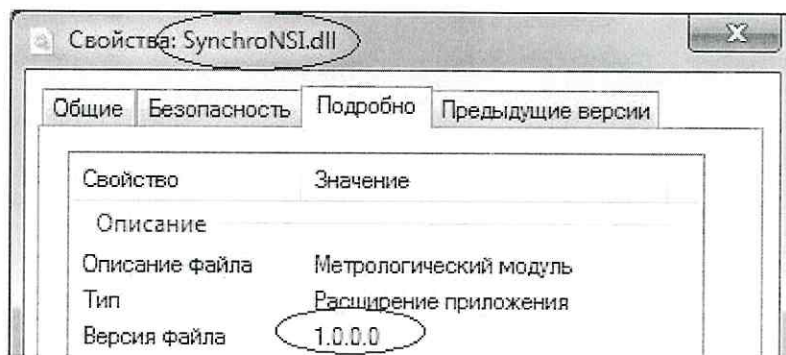 Свойства: SynchroNSI.dll
Общие Безопасность Подробно Предыдущие версии
Свойство Значение
Описание
Описание файла Метрологический модуль
Тип Расширение приложения
Версия файла 1.0.0.0